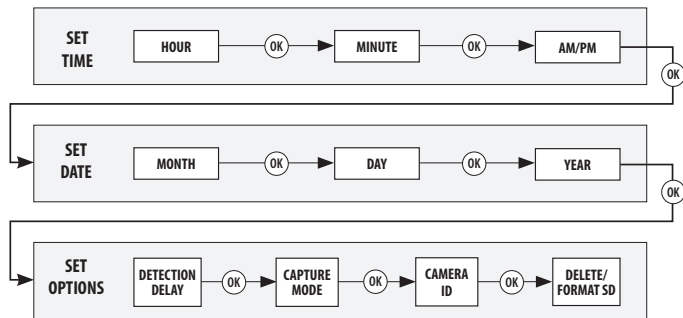 SET
TIME
HOUR
OK
MINUTE
OK
AM/PM
OK
SET
DATE
MONTH
OK
DAY
OK
YEAR
OK
SET
OPTIONS
DETECTION
DELAY
OK
CAPTURE
MODE
OK
CAMERA
ID
OK
DELETE/
FORMAT SD